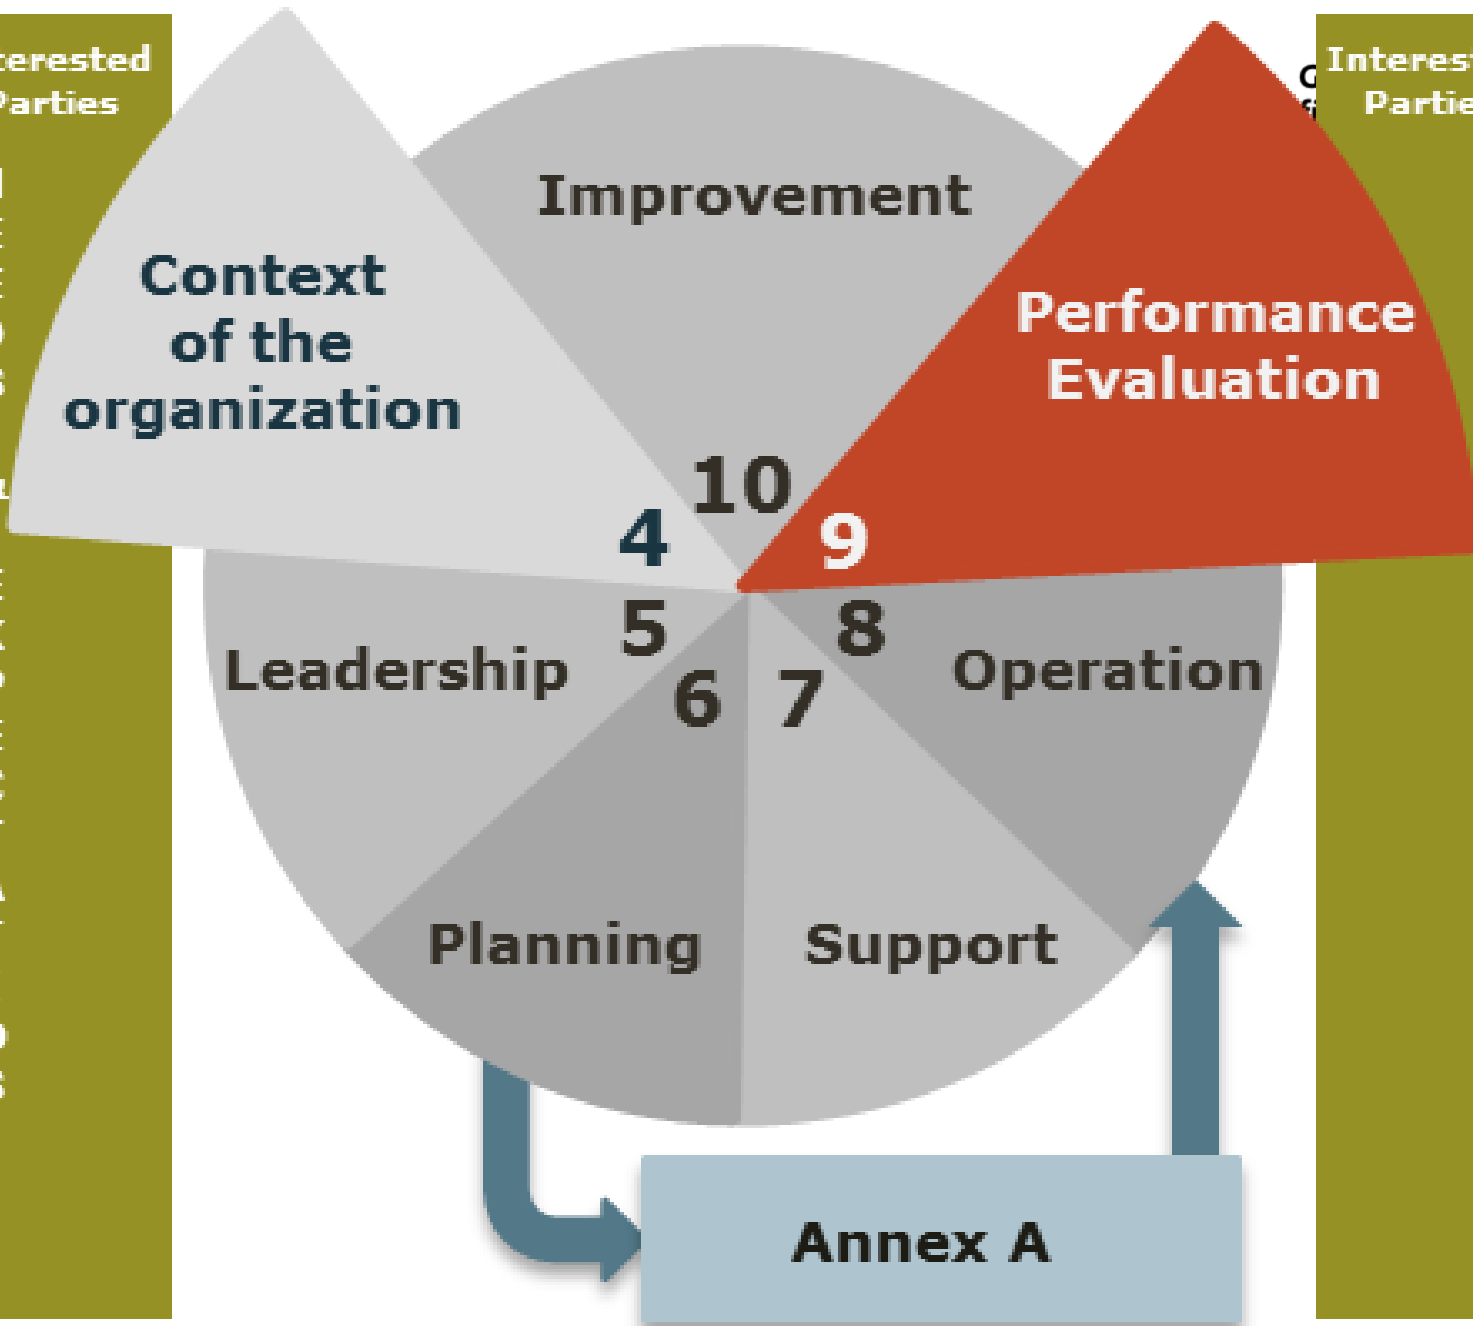 terested
Parties
Interest
Partie
Improvement
Context
of the
organization
Performance
Evaluation
10
4
9
5
8
Leadership
Operation
6
7
Planning
Support
Annex A